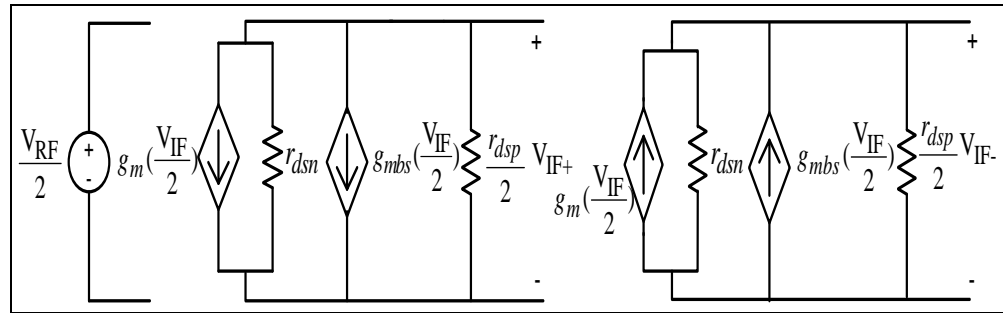 V_RF/2
+
-
g_m(V_IF/2)
r_dsn
g_mbs(V_IF/2)
r_dsp/2
+
V_IF+
-
g_m(V_IF/2)
r_dsn
g_mbs(V_IF/2)
r_dsp/2
+
V_IF-
-